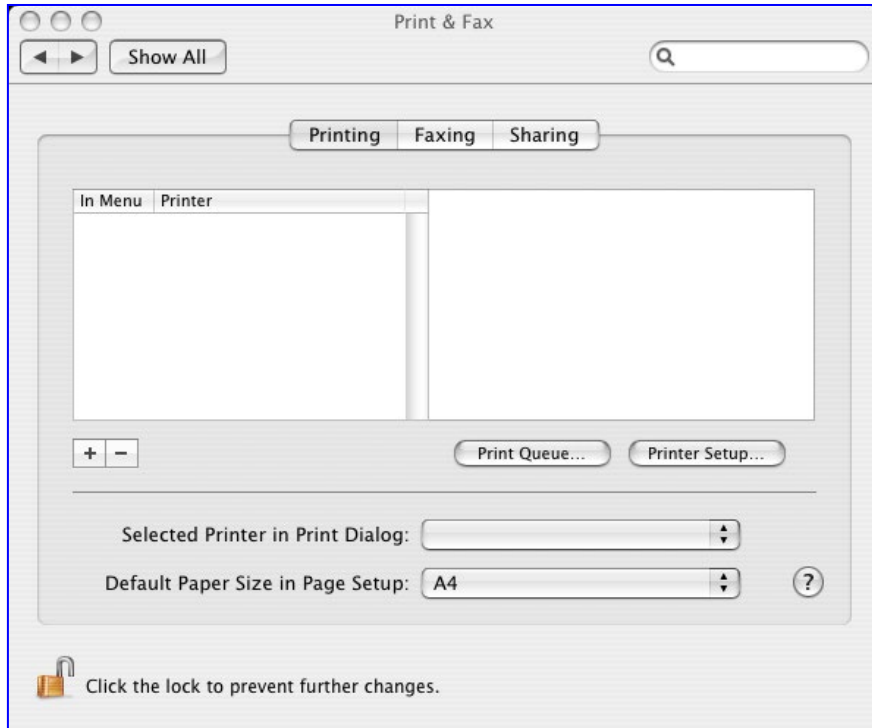 Print & Fax
Show All
Printing Faxing Sharing
In Menu Printer
+ −
Print Queue... Printer Setup...
Selected Printer in Print Dialog:
Default Paper Size in Page Setup: A4 ?
Click the lock to prevent further changes.